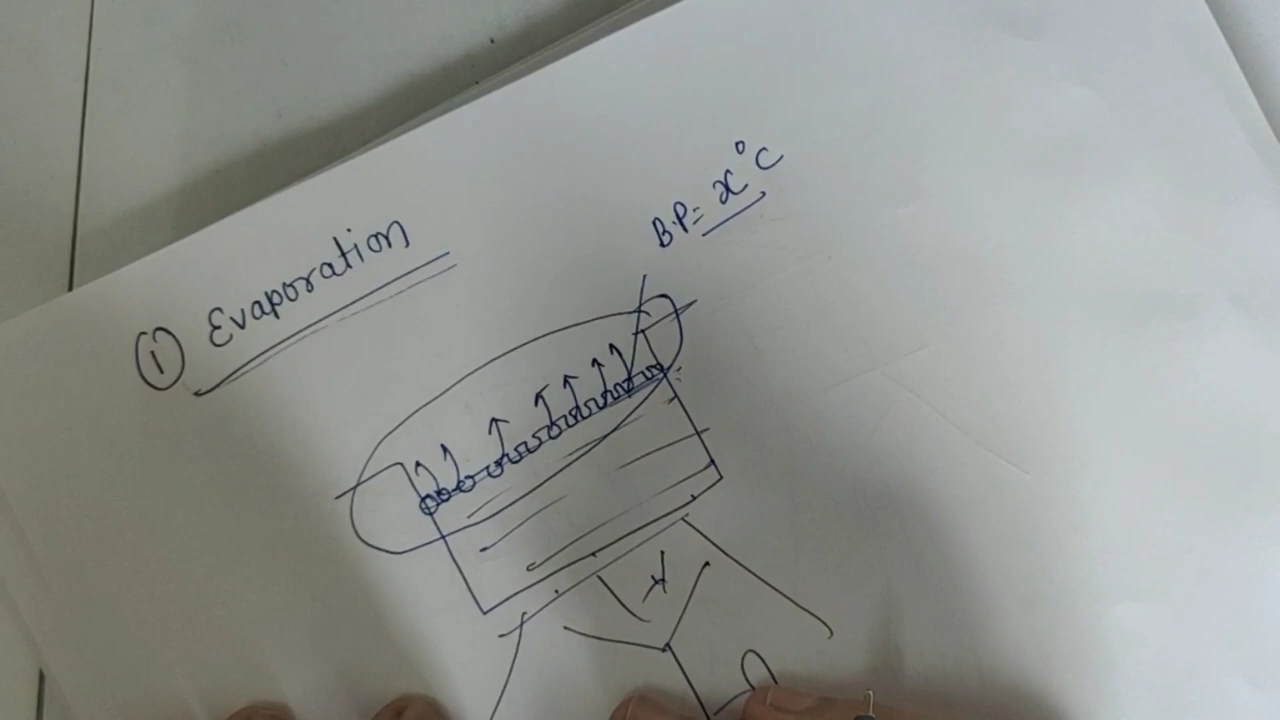 ① Evaporation
B.P= x°C